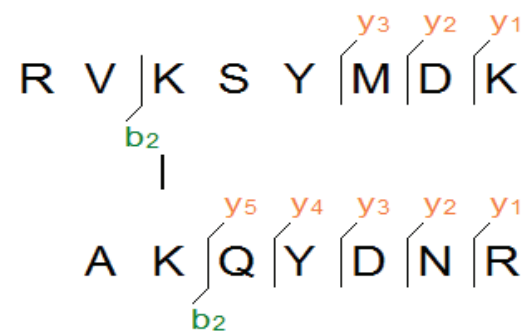 y3 y2 y1
R V K S Y M D K
b2
y5 y4 y3 y2 y1
A K Q Y D N R
b2